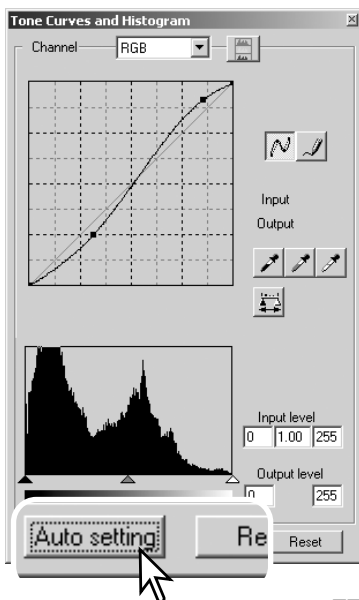 Tone Curves and Histogram
Channel RGB
Input
Output
Input level
0 1.00 255
Output level
0 255
Auto setting Re Reset